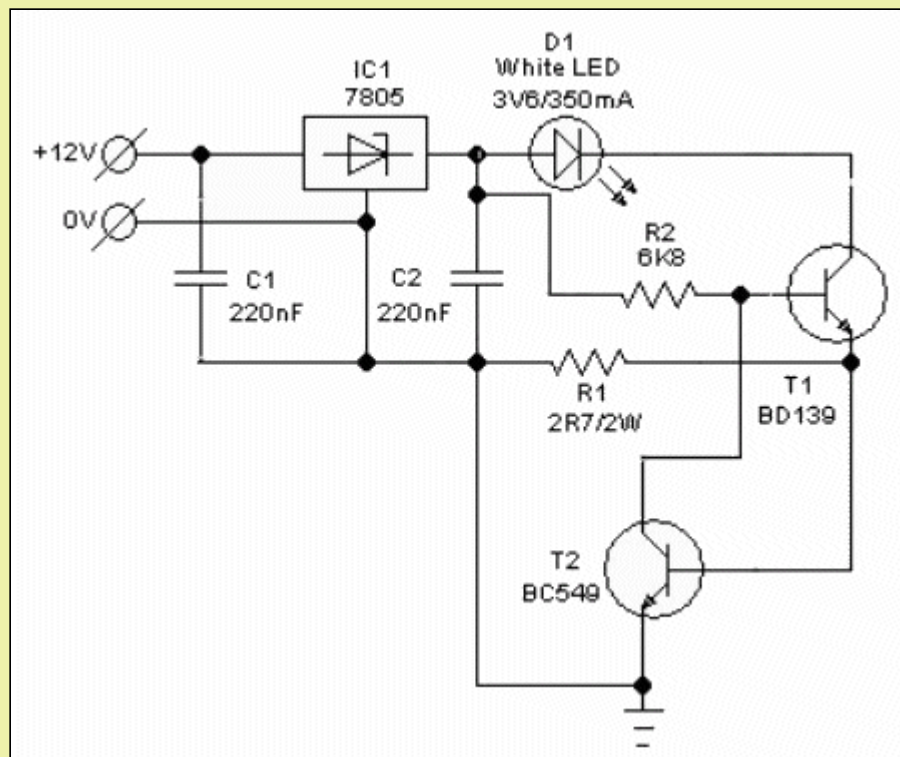 D1
White LED
3V6/350mA
IC1
7805
+12V
0V
R2
6K8
C1
220nF
C2
220nF
R1
2R7/2W
T1
BD139
T2
BC549